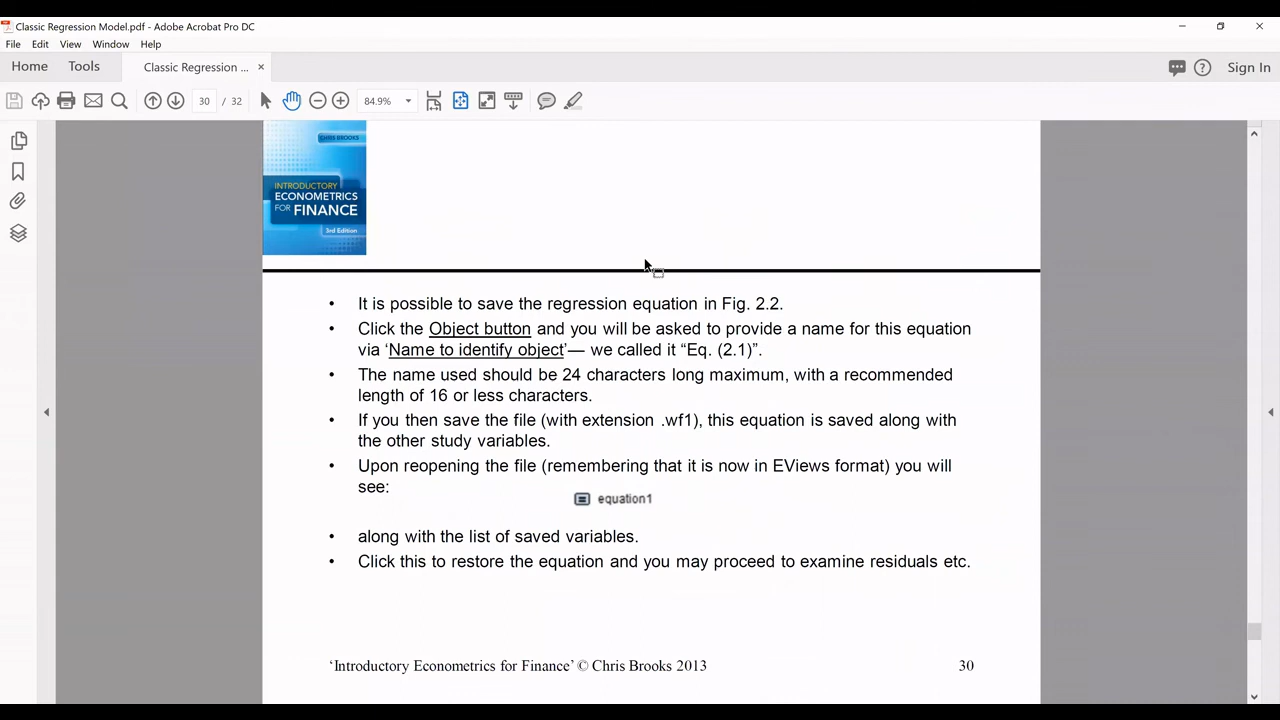 Classic Regression Model.pdf - Adobe Acrobat Pro DC
File Edit View Window Help
Home Tools Classic Regression ... ×
Sign In
30 / 32 84.9%
CHRIS BROOKS
INTRODUCTORY
ECONOMETRICS
FOR FINANCE
3rd Edition
• It is possible to save the regression equation in Fig. 2.2.
• Click the Object button and you will be asked to provide a name for this equation
via ‘Name to identify object’— we called it “Eq. (2.1)”.
• The name used should be 24 characters long maximum, with a recommended
length of 16 or less characters.
• If you then save the file (with extension .wf1), this equation is saved along with
the other study variables.
• Upon reopening the file (remembering that it is now in EViews format) you will
see:
equation1
• along with the list of saved variables.
• Click this to restore the equation and you may proceed to examine residuals etc.
‘Introductory Econometrics for Finance’ © Chris Brooks 2013 30